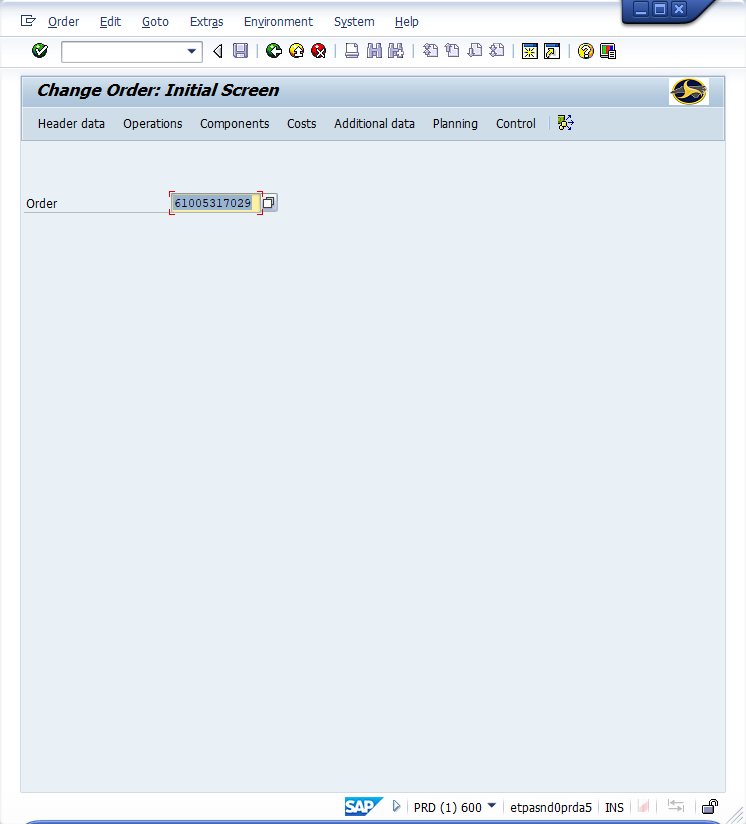 Order Edit Goto Extras Environment System Help
Change Order: Initial Screen
Header data Operations Components Costs Additional data Planning Control
Order 61005317029
SAP PRD (1) 600 etpasnd0prda5 INS